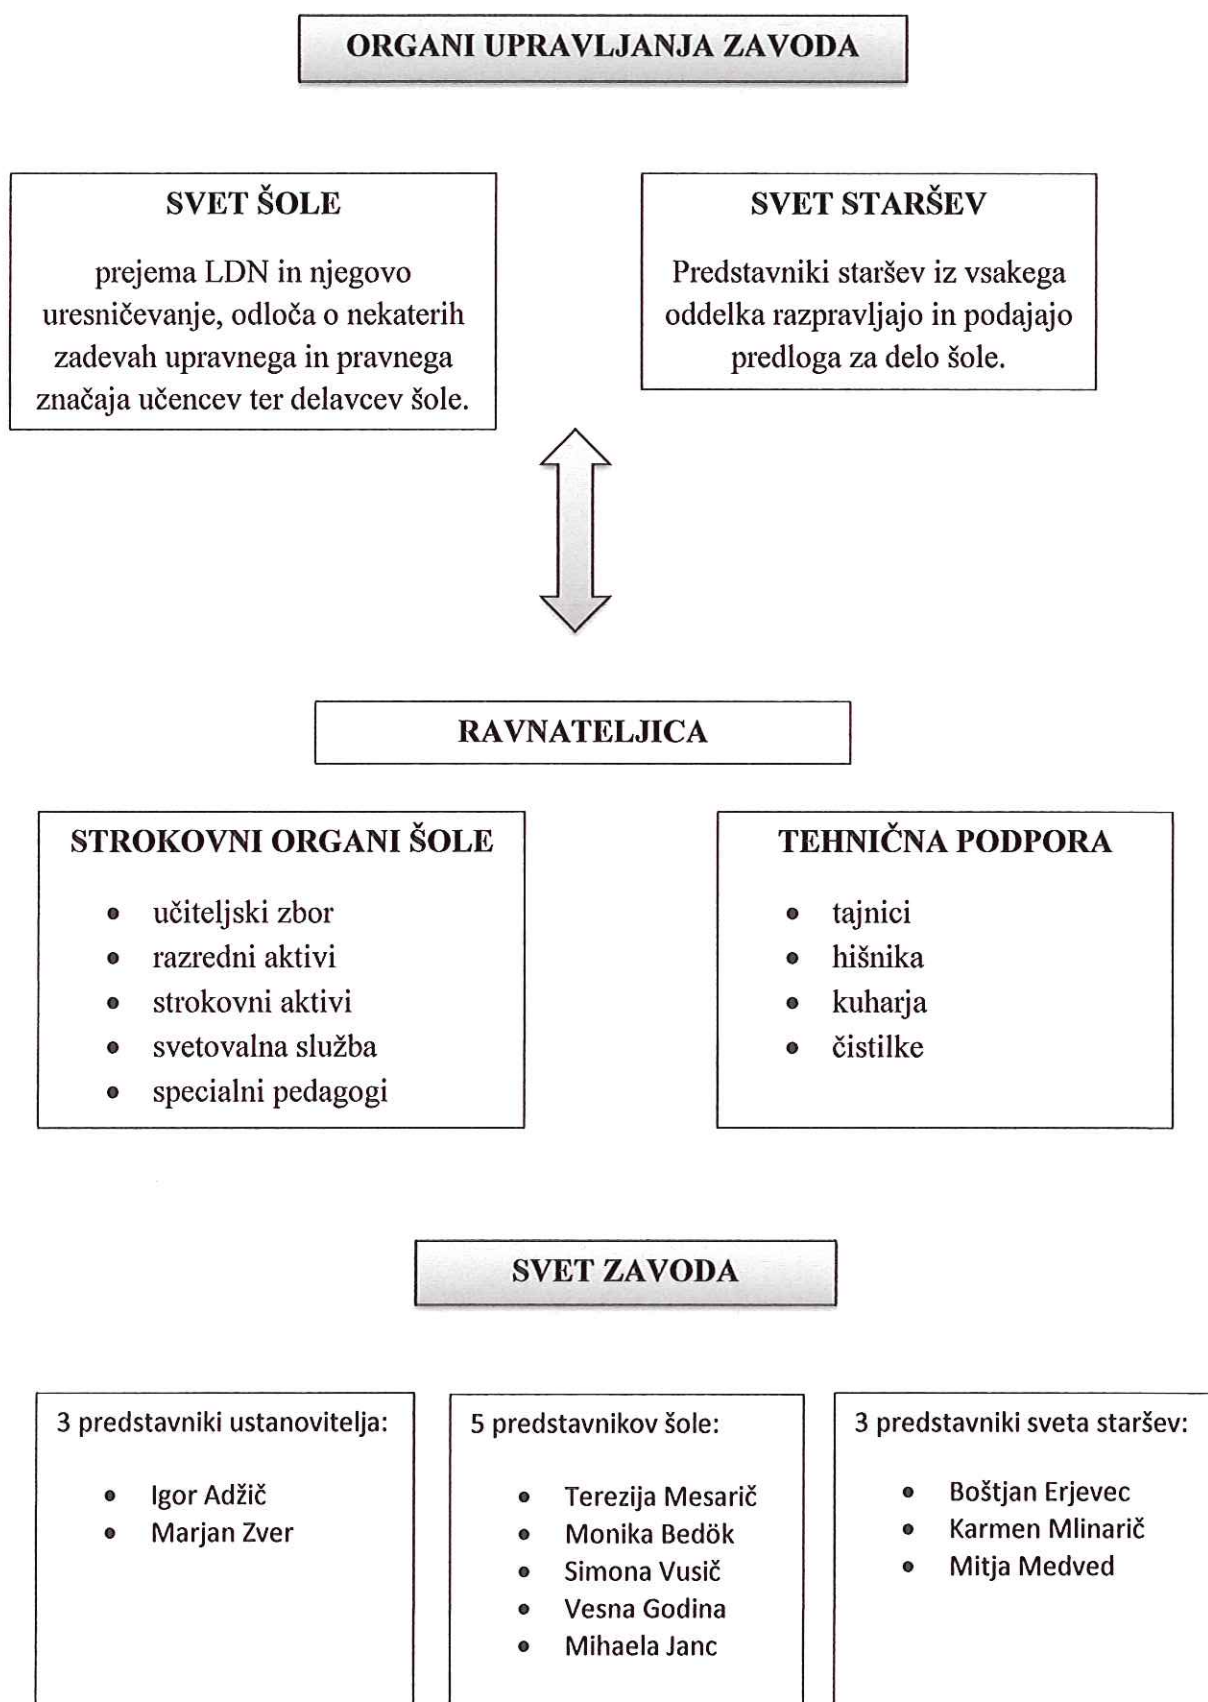 ORGANI UPRAVLJANJA ZAVODA
SVET ŠOLE
prejema LDN in njegovo
uresničevanje, odloča o nekaterih
zadevah upravnega in pravnega
značaja učencev ter delavcev šole.
SVET STARŠEV
Predstavniki staršev iz vsakega
oddelka razpravljajo in podajajo
predloga za delo šole.
RAVNATELJICA
STROKOVNI ORGANI ŠOLE
• učiteljski zbor
• razredni aktivi
• strokovni aktivi
• svetovalna služba
• specialni pedagogi
TEHNIČNA PODPORA
• tajnici
• hišnika
• kuharja
• čistilke
SVET ZAVODA
3 predstavniki ustanovitelja:
• Igor Adžič
• Marjan Zver
5 predstavnikov šole:
• Terezija Mesarič
• Monika Bedök
• Simona Vusič
• Vesna Godina
• Mihaela Janc
3 predstavniki sveta staršev:
• Boštjan Erjevec
• Karmen Mlinarič
• Mitja Medved